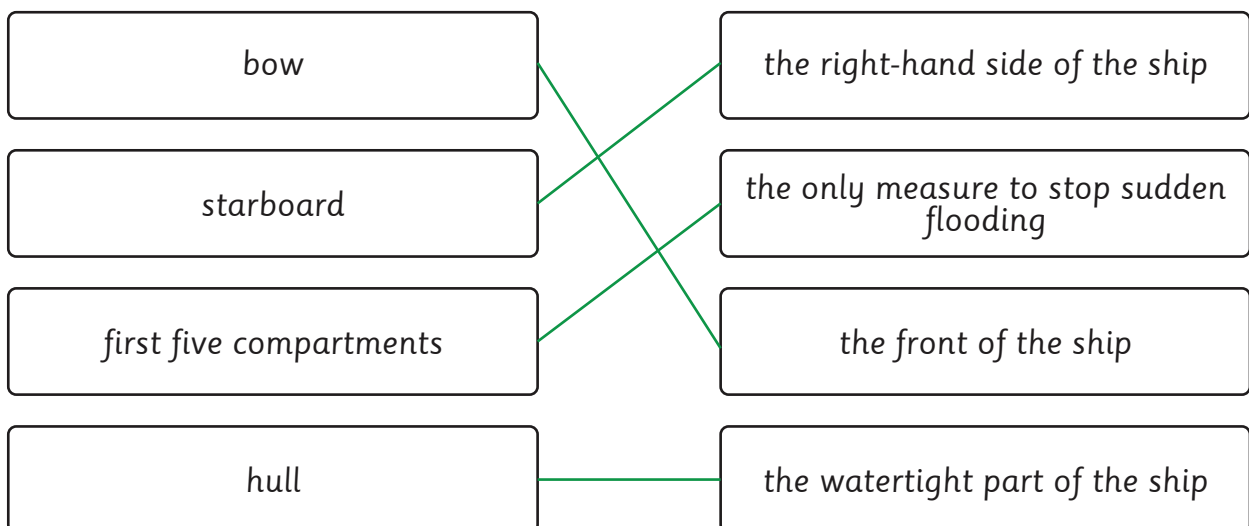 bow
the right-hand side of the ship
starboard
the only measure to stop sudden
flooding
first five compartments
the front of the ship
hull
the watertight part of the ship